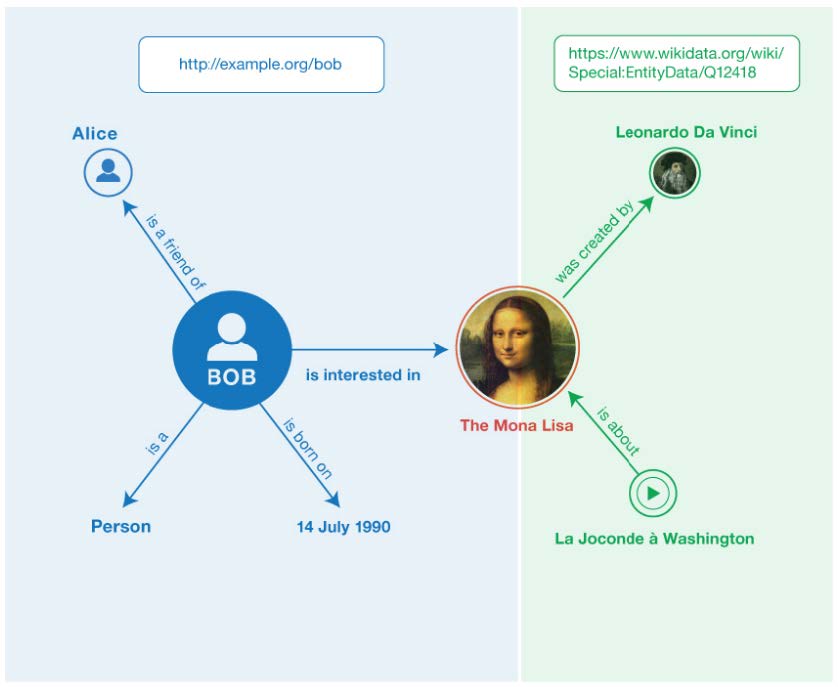 http://example.org/bob
https://www.wikidata.org/wiki/
Special:EntityData/Q12418
Alice
Leonardo Da Vinci
is a friend of
was created by
BOB
is interested in
The Mona Lisa
is a
is born on
is about
Person
14 July 1990
La Joconde à Washington